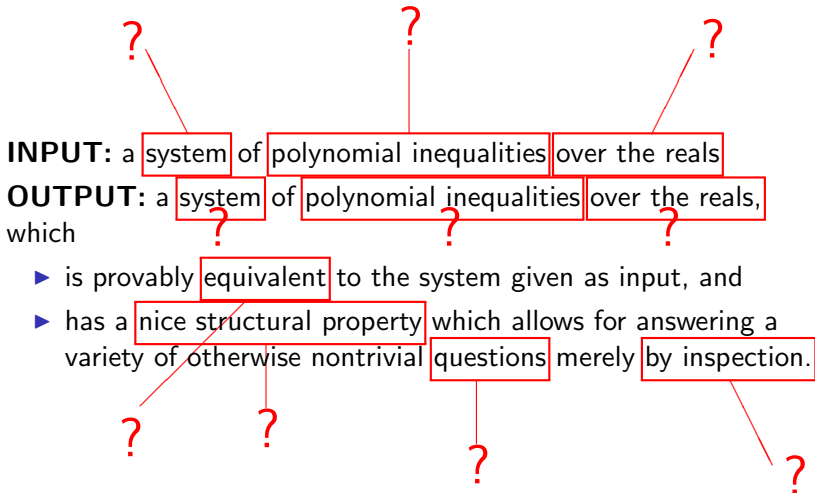 ? ? ?
INPUT: a system of polynomial inequalities over the reals
OUTPUT: a system of polynomial inequalities over the reals,
? ? ?
which
▶ is provably equivalent to the system given as input, and
▶ has a nice structural property which allows for answering a
variety of otherwise nontrivial questions merely by inspection.
? ? ? ?